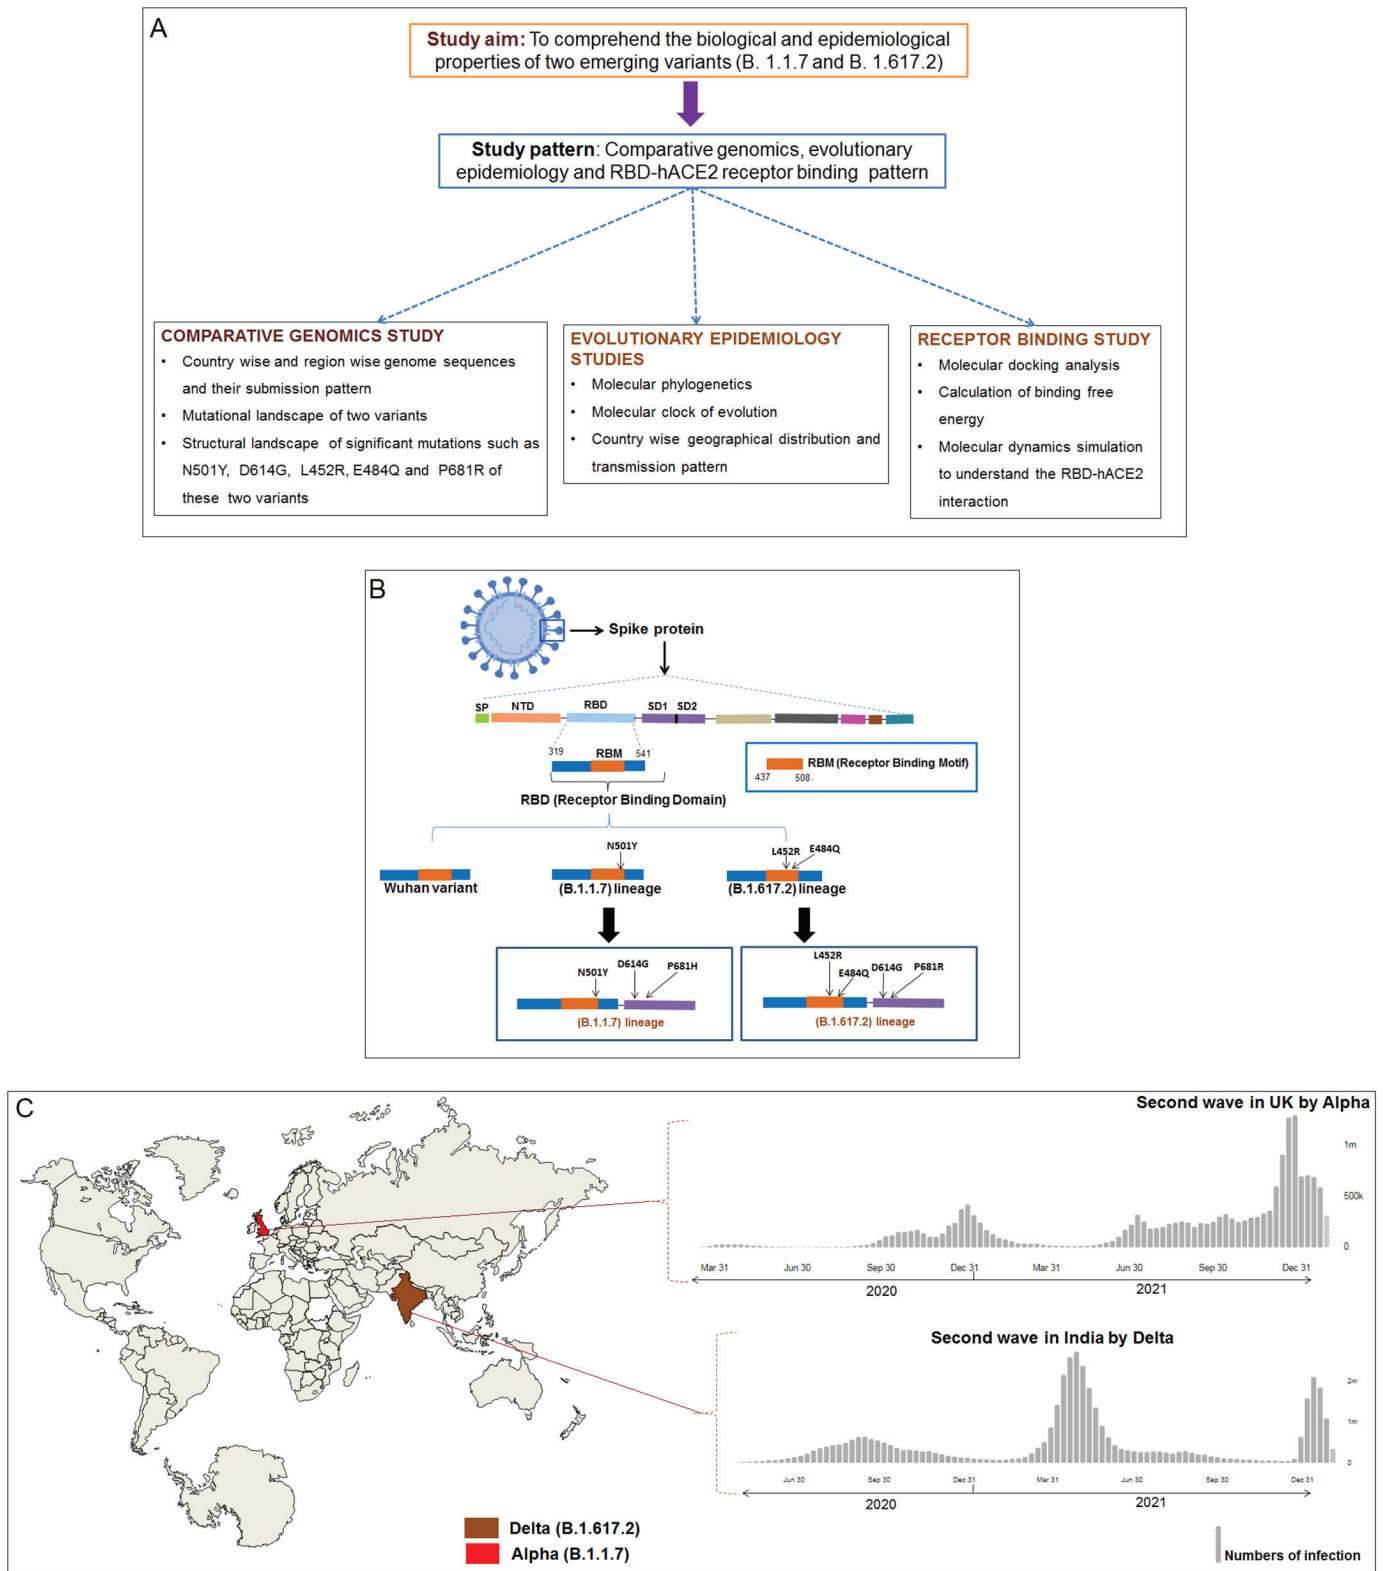 A
Study aim: To comprehend the biological and epidemiological
properties of two emerging variants (B. 1.1.7 and B. 1.617.2)
Study pattern: Comparative genomics, evolutionary
epidemiology and RBD-hACE2 receptor binding pattern
COMPARATIVE GENOMICS STUDY
• Country wise and region wise genome sequences
and their submission pattern
• Mutational landscape of two variants
• Structural landscape of significant mutations such as
N501Y, D614G, L452R, E484Q and P681R of
these two variants
EVOLUTIONARY EPIDEMIOLOGY
STUDIES
• Molecular phylogenetics
• Molecular clock of evolution
• Country wise geographical distribution and
transmission pattern
RECEPTOR BINDING STUDY
• Molecular docking analysis
• Calculation of binding free
energy
• Molecular dynamics simulation
to understand the RBD-hACE2
interaction
B
Spike protein
SP NTD RBD SD1 SD2
319 RBM 541
RBM (Receptor Binding Motif)
437 508
RBD (Receptor Binding Domain)
N501Y
L452R E484Q
Wuhan variant
(B.1.1.7) lineage
(B.1.617.2) lineage
N501Y D614G P681H
(B.1.1.7) lineage
L452R E484Q D614G P681R
(B.1.617.2) lineage
C
Second wave in UK by Alpha
1m
500k
0
Mar 31 Jun 30 Sep 30 Dec 31 Mar 31 Jun 30 Sep 30 Dec 31
2020 2021
Second wave in India by Delta
2m
1m
0
Jun 30 Sep 30 Dec 31 Mar 31 Jun 30 Sep 30 Dec 31
2020 2021
Delta (B.1.617.2)
Alpha (B.1.1.7)
Numbers of infection